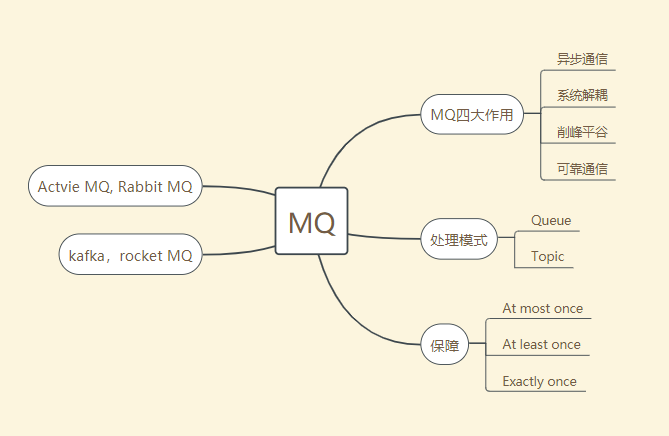 MQ
MQ四大作用
异步通信
系统解耦
削峰平谷
可靠通信
处理模式
Queue
Topic
保障
At most once
At least once
Exactly once
Actvie MQ, Rabbit MQ
kafka，rocket MQ